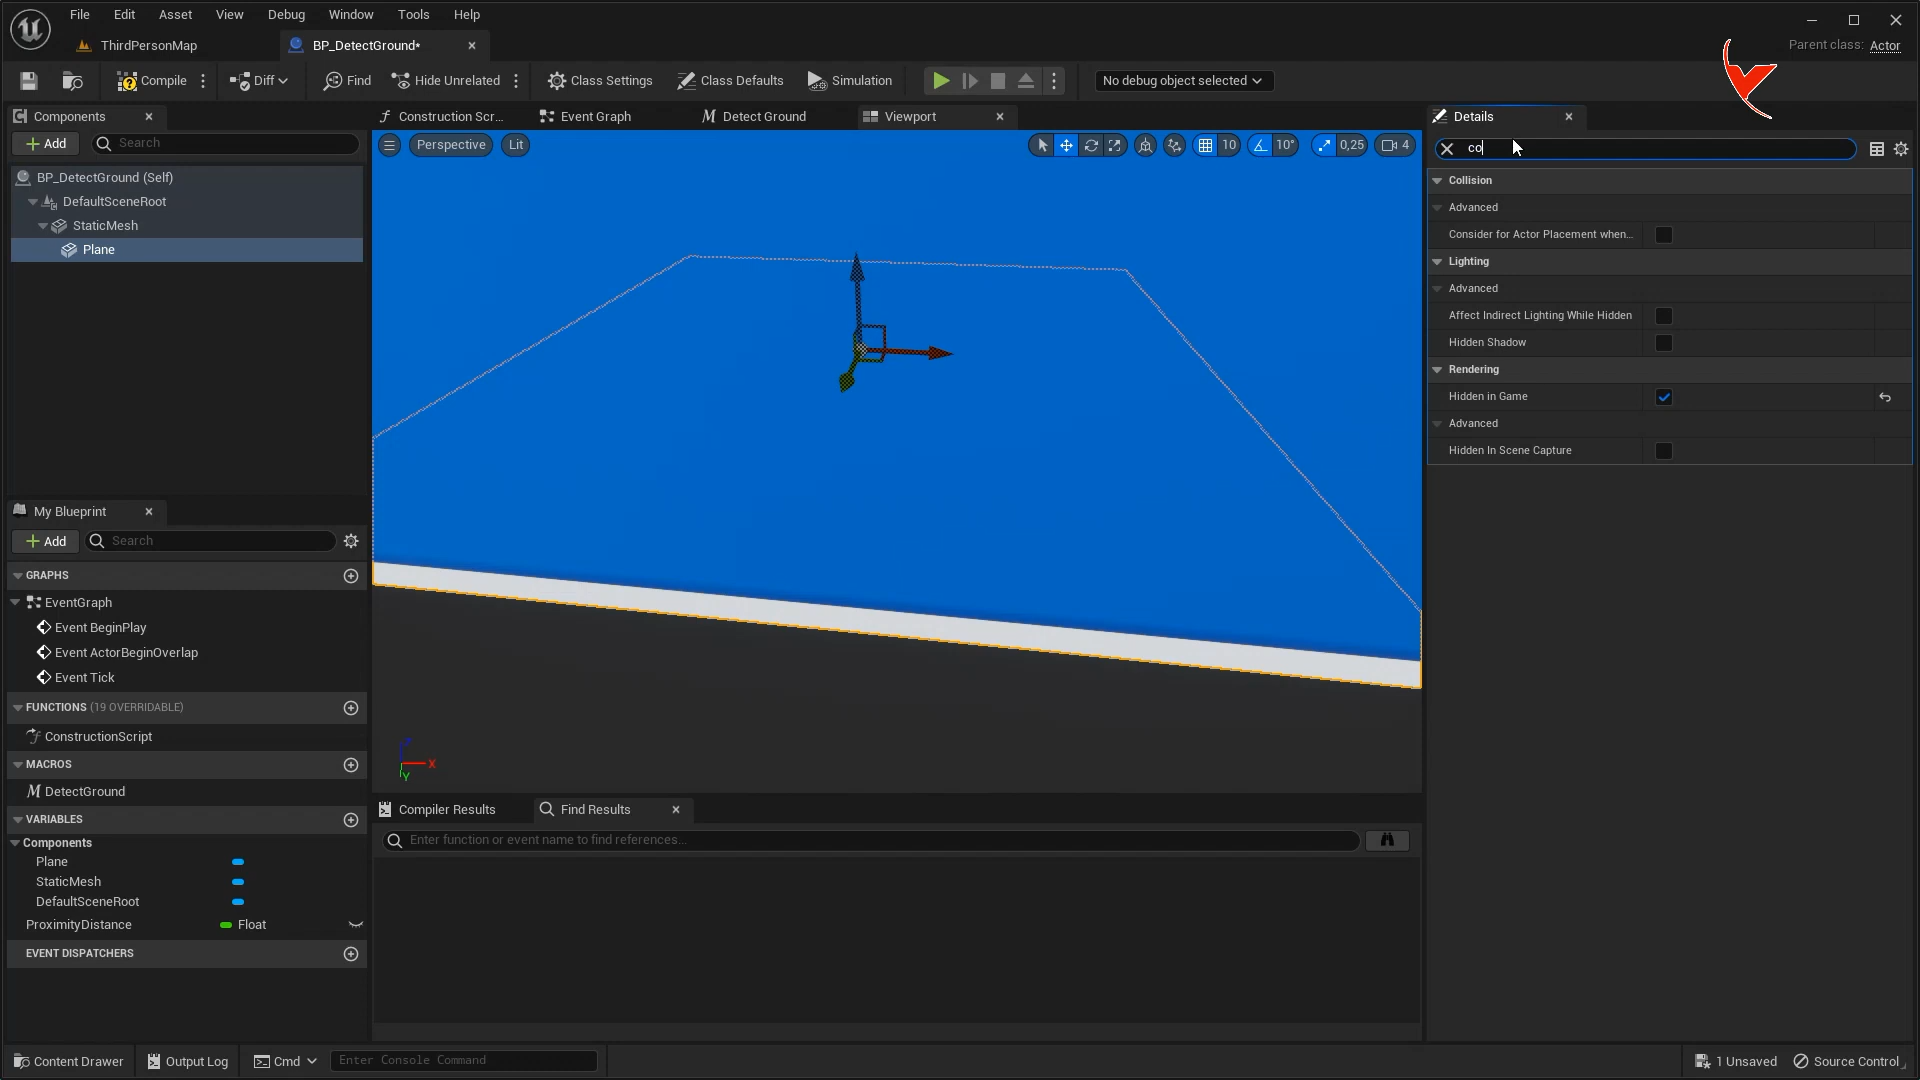 File Edit Asset View Debug Window Tools Help
ThirdPersonMap
BP_DetectGround*
Parent class: Actor
Compile
Diff
Find
Hide Unrelated
Class Settings
Class Defaults
Simulation
No debug object selected
Components
Add
Search
BP_DetectGround (Self)
DefaultSceneRoot
StaticMesh
Plane
My Blueprint
Add
Search
GRAPHS
EventGraph
Event BeginPlay
Event ActorBeginOverlap
Event Tick
FUNCTIONS (19 OVERRIDABLE)
ConstructionScript
MACROS
DetectGround
VARIABLES
Components
Plane
StaticMesh
DefaultSceneRoot
ProximityDistance Float
EVENT DISPATCHERS
Construction Scr...
Event Graph
Detect Ground
Viewport
Perspective
Lit
10
10°
0,25
4
X
Y
Compiler Results
Find Results
Enter function or event name to find references...
Details
co
Collision
Advanced
Consider for Actor Placement when...
Lighting
Advanced
Affect Indirect Lighting While Hidden
Hidden Shadow
Rendering
Hidden in Game
Advanced
Hidden In Scene Capture
Content Drawer
Output Log
Cmd
Enter Console Command
1 Unsaved
Source Control